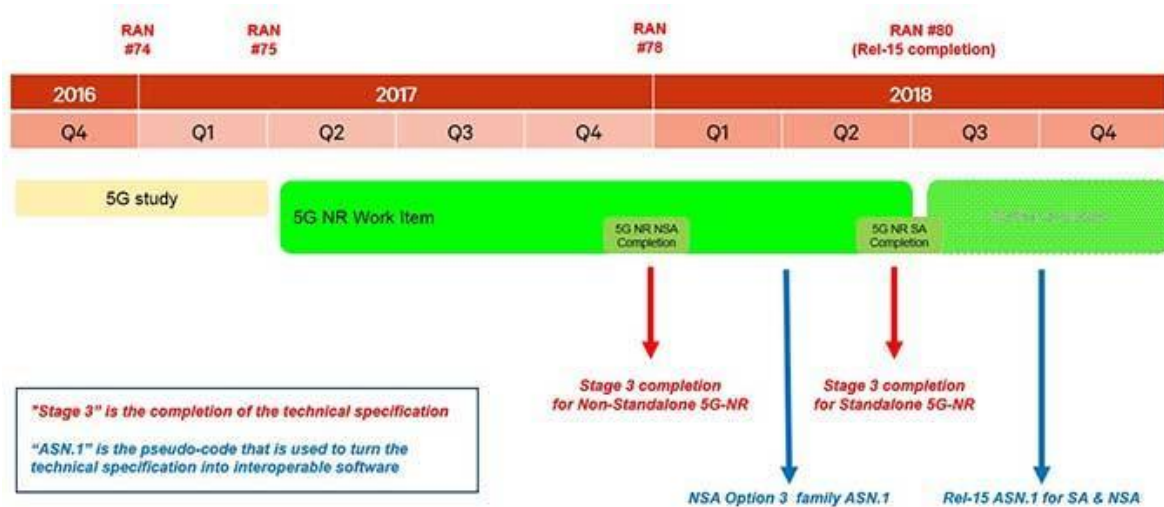 RAN
#74
RAN
#75
RAN
#78
RAN #80
(Rel-15 completion)
2016
2017
2018
Q4
Q1
Q2
Q3
Q4
Q1
Q2
Q3
Q4
5G study
5G NR Work Item
5G NR NSA
Completion
5G NR SA
Completion
Stage 3 completion
for Non-Standalone 5G-NR
Stage 3 completion
for Standalone 5G-NR
"Stage 3" is the completion of the technical specification
“ASN.1” is the pseudo-code that is used to turn the
technical specification into interoperable software
NSA Option 3 family ASN.1
Rel-15 ASN.1 for SA & NSA